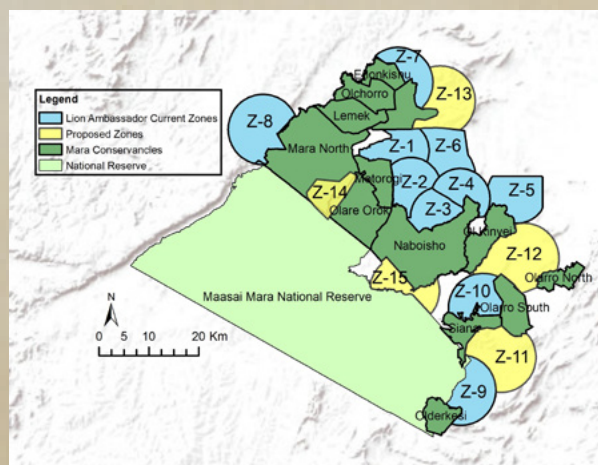 Legend
Lion Ambassador Current Zones
Proposed Zones
Mara Conservancies
National Reserve
Z-7
Enonkishu
Z-13
Olchorro
Z-8
Lemek
Mara North
Z-1
Z-6
Motorogi
Z-2
Z-4
Z-5
Z-14
Z-3
Olare Orok
Ol Kinyei
Naboisho
Z-12
Z-15
Olarro North
Z-10
Maasai Mara National Reserve
Olarro South
Siana
N
0 5 10 20 Km
Z-11
Z-9
Olderkesi